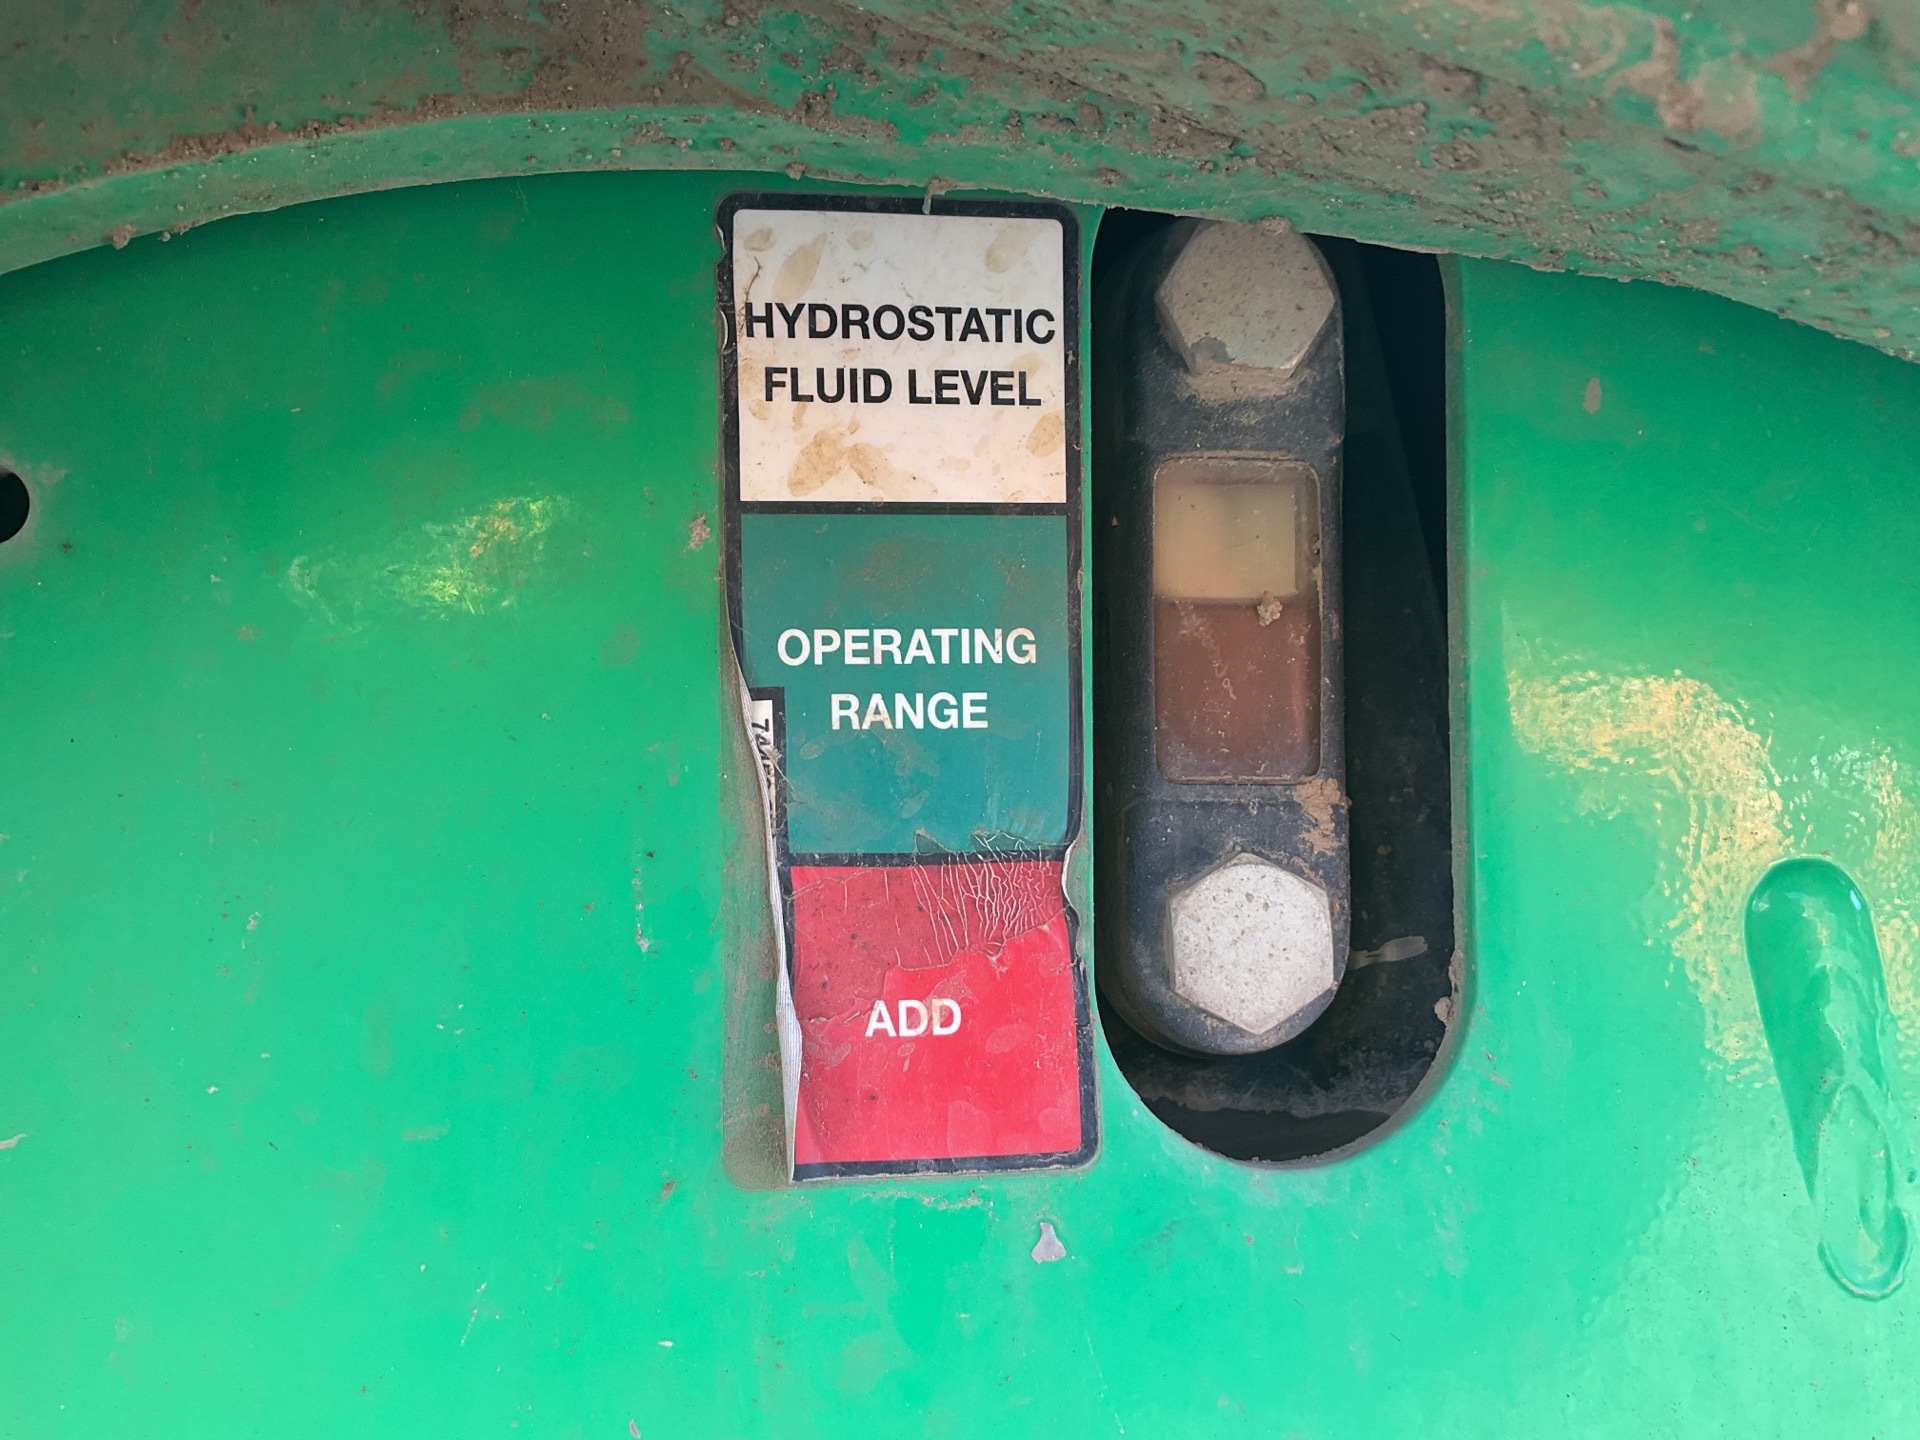 HYDROSTATIC
FLUID LEVEL
OPERATING
RANGE
ADD